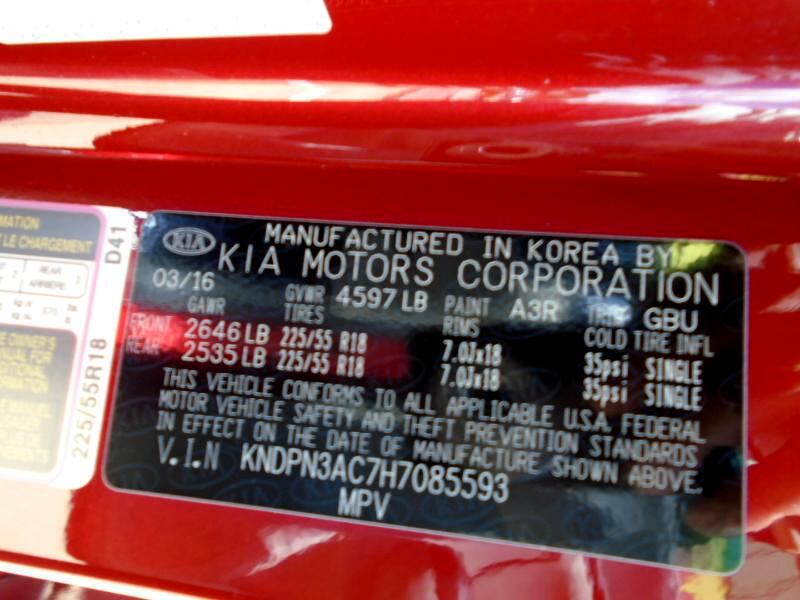 MATION
LE CHARGEMENT
REAR
ARRIÈRE
D41
225/55R18
KIA
MANUFACTURED IN KOREA BY
KIA MOTORS CORPORATION
03/16 GVWR 4597 LB PAINT A3R TRIM GBU
GAWR TIRES RIMS COLD TIRE INFL
FRONT 2646 LB 225/55 R18 7.0Jx18 35psi SINGLE
REAR 2535 LB 225/55 R18 7.0Jx18 35psi SINGLE
THIS VEHICLE CONFORMS TO ALL APPLICABLE U.S.A. FEDERAL
MOTOR VEHICLE SAFETY AND THEFT PREVENTION STANDARDS
IN EFFECT ON THE DATE OF MANUFACTURE SHOWN ABOVE.
V.I.N KNDPN3AC7H7085593
MPV